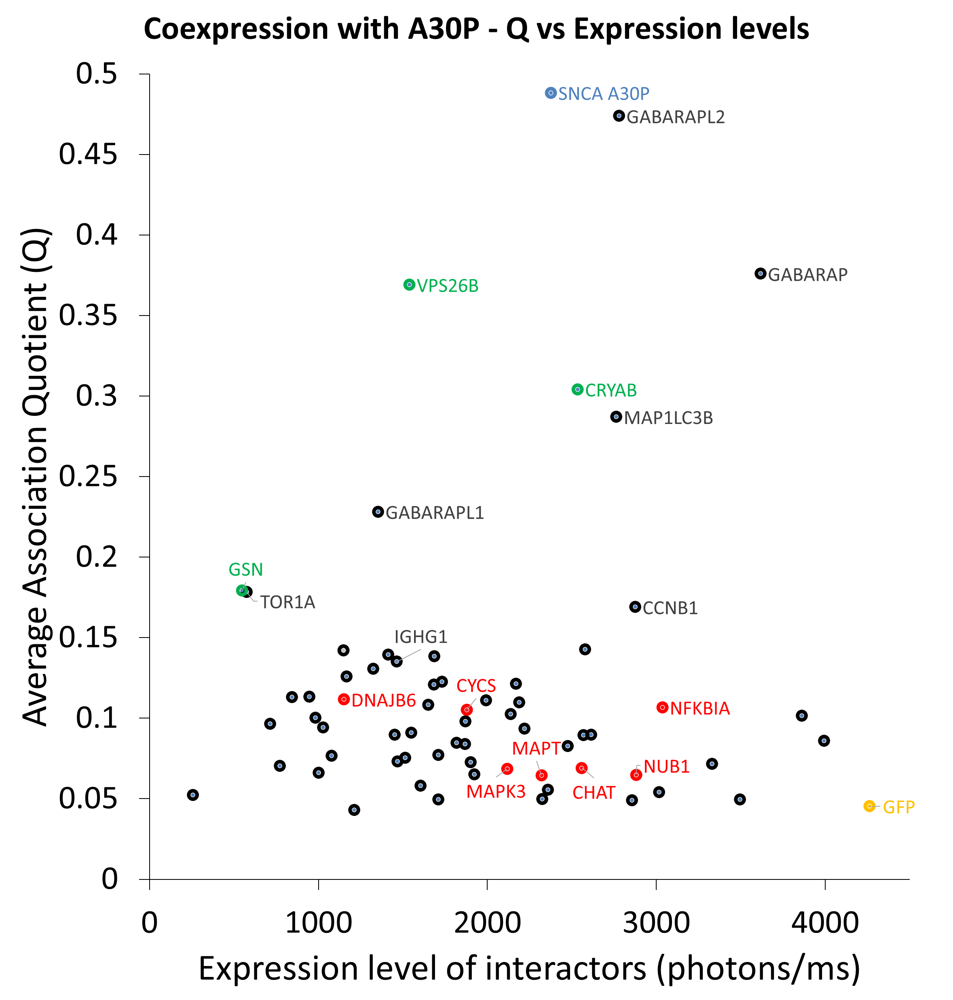 Coexpression with A30P - Q vs Expression levels
Average Association Quotient (Q)
0.5
0.45
0.4
0.35
0.3
0.25
0.2
0.15
0.1
0.05
0
SNCA A30P
GABARAPL2
GABARAP
VPS26B
CRYAB
MAP1LC3B
GABARAPL1
GSN
TOR1A
CCNB1
IGHG1
CYCS
DNAJB6
NFKBIA
MAPT
NUB1
MAPK3
CHAT
GFP
0 1000 2000 3000 4000
Expression level of interactors (photons/ms)